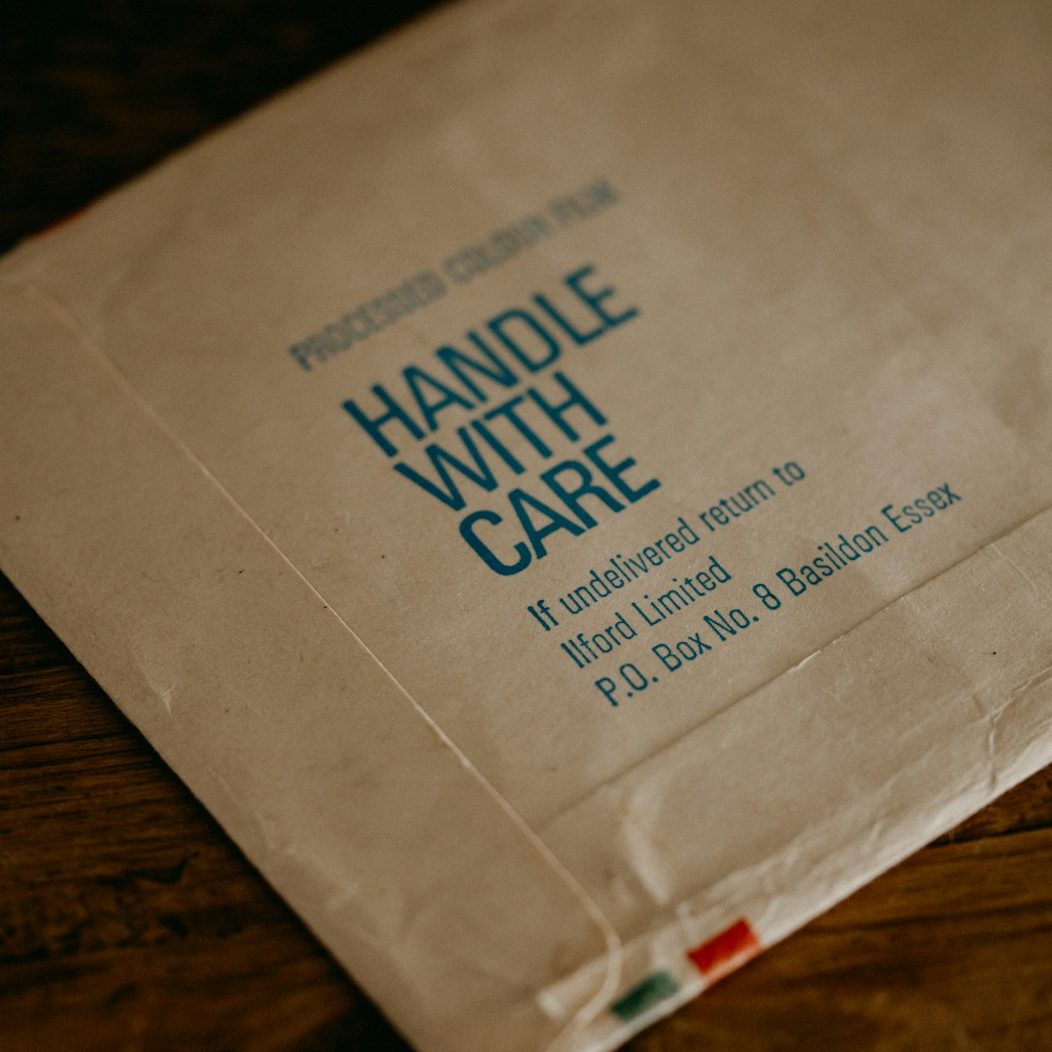 PROCESSED COLOUR FILM
HANDLE
WITH
CARE
If undelivered return to
Ilford Limited
P.O. Box No. 8 Basildon Essex